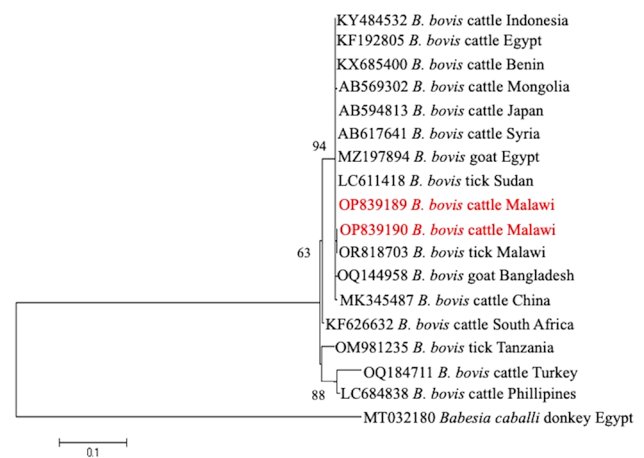 KY484532 B. bovis cattle Indonesia
KF192805 B. bovis cattle Egypt
KX685400 B. bovis cattle Benin
AB569302 B. bovis cattle Mongolia
AB594813 B. bovis cattle Japan
AB617641 B. bovis cattle Syria
94
MZ197894 B. bovis goat Egypt
LC611418 B. bovis tick Sudan
OP839189 B. bovis cattle Malawi
OP839190 B. bovis cattle Malawi
63
OR818703 B. bovis tick Malawi
OQ144958 B. bovis goat Bangladesh
MK345487 B. bovis cattle China
KF626632 B. bovis cattle South Africa
OM981235 B. bovis tick Tanzania
OQ184711 B. bovis cattle Turkey
88
LC684838 B. bovis cattle Phillipines
MT032180 Babesia caballi donkey Egypt
0.1